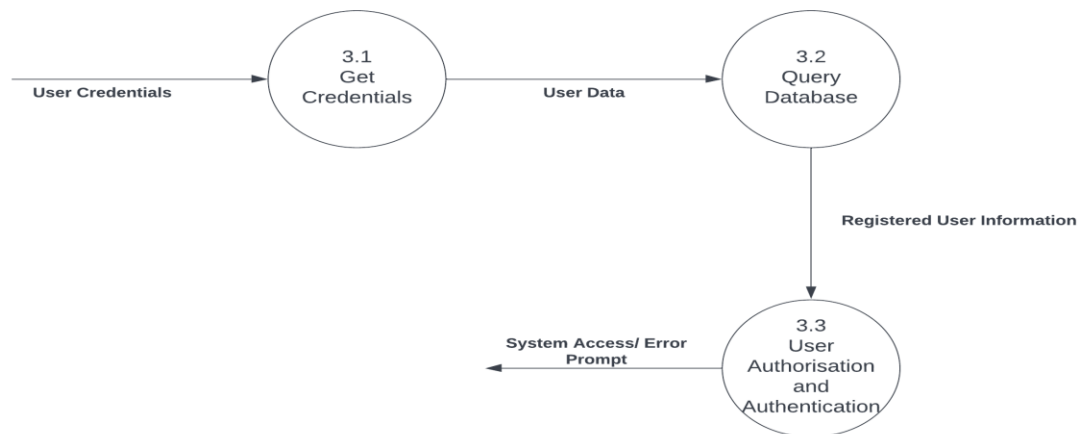 3.1
Get
Credentials
User Credentials
User Data
3.2
Query
Database
Registered User Information
3.3
User
Authorisation
and
Authentication
System Access/ Error
Prompt